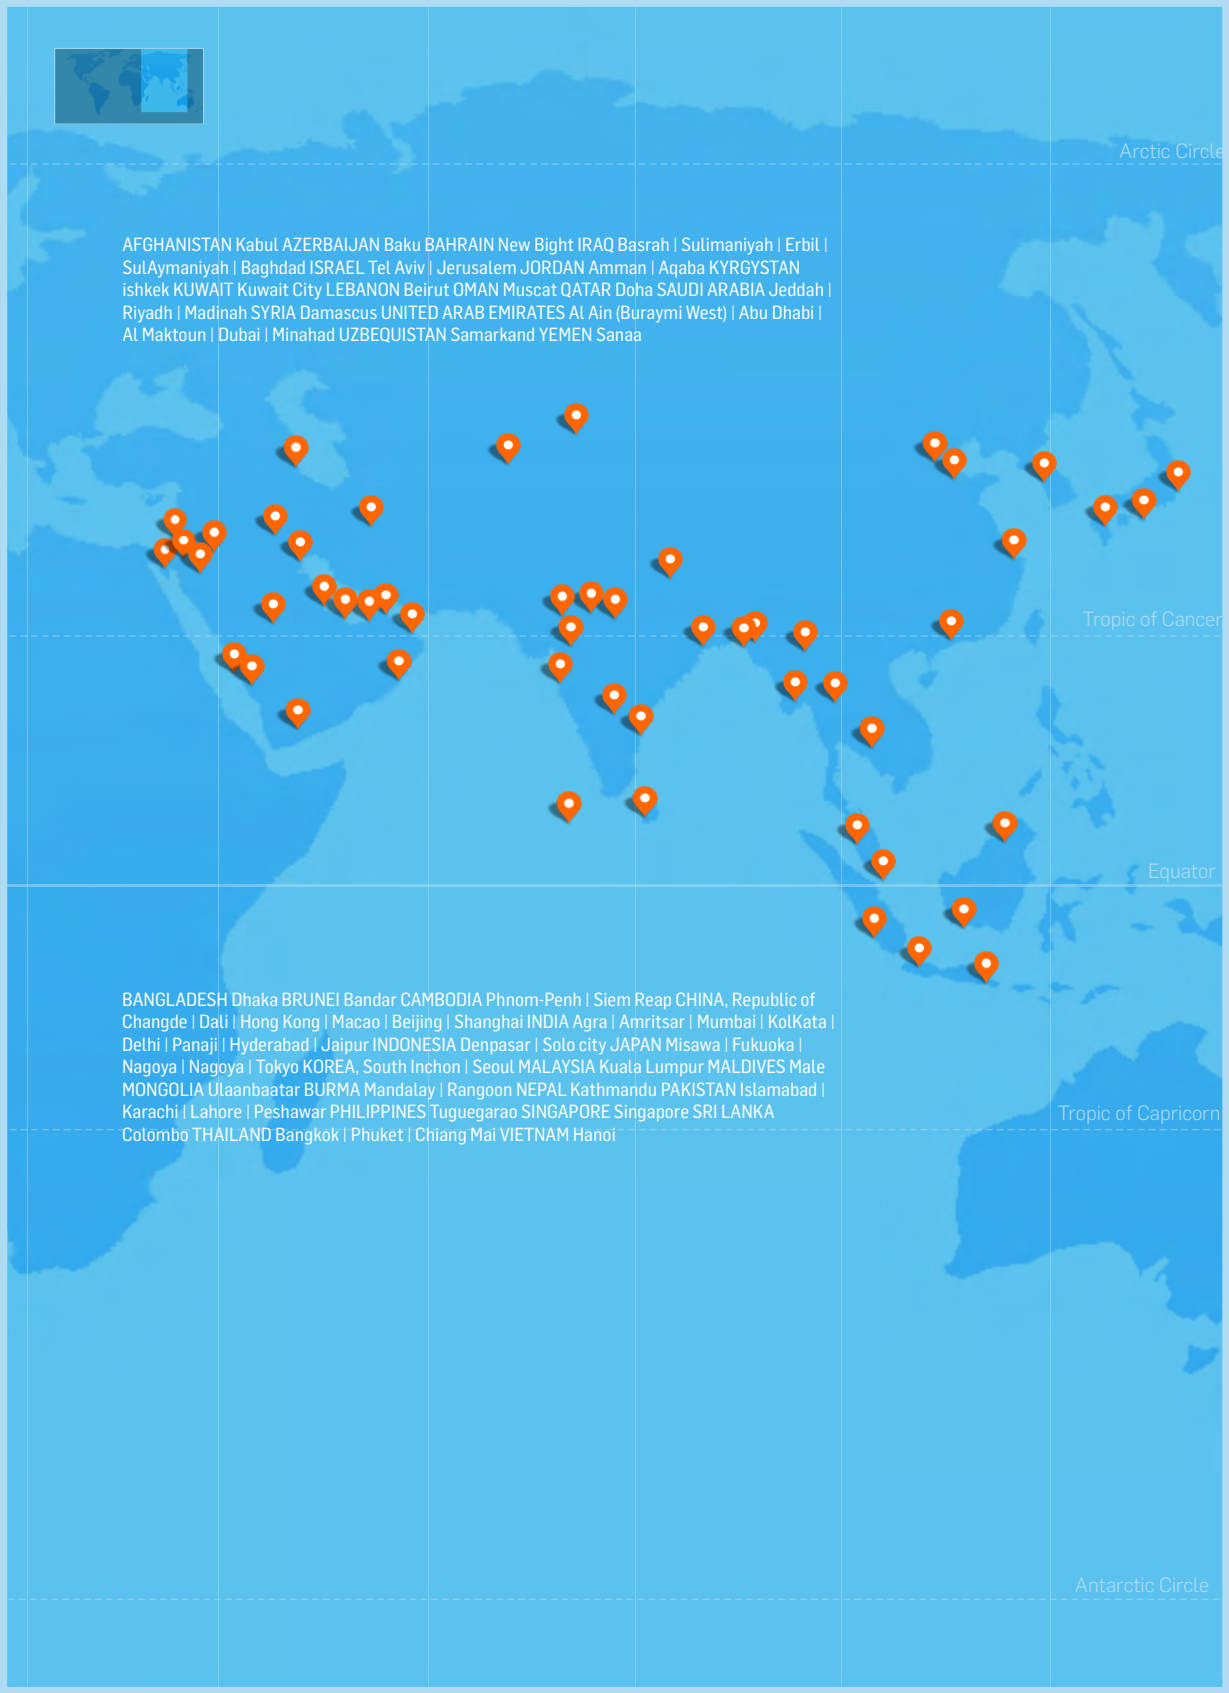 Arctic Circle
AFGHANISTAN Kabul AZERBAIJAN Baku BAHRAIN New Bight IRAQ Basrah | Sulimaniyah | Erbil |
SulAymaniyah | Baghdad ISRAEL Tel Aviv | Jerusalem JORDAN Amman | Aqaba KYRGYSTAN
ishkek KUWAIT Kuwait City LEBANON Beirut OMAN Muscat QATAR Doha SAUDI ARABIA Jeddah |
Riyadh | Madinah SYRIA Damascus UNITED ARAB EMIRATES Al Ain (Buraymi West) | Abu Dhabi |
Al Maktoun | Dubai | Minahad UZBEQUISTAN Samarkand YEMEN Sanaa
Tropic of Cancer
Equator
BANGLADESH Dhaka BRUNEI Bandar CAMBODIA Phnom-Penh | Siem Reap CHINA, Republic of
Changde | Dali | Hong Kong | Macao | Beijing | Shanghai INDIA Agra | Amritsar | Mumbai | KolKata |
Delhi | Panaji | Hyderabad | Jaipur INDONESIA Denpasar | Solo city JAPAN Misawa | Fukuoka |
Nagoya | Nagoya | Tokyo KOREA, South Inchon | Seoul MALAYSIA Kuala Lumpur MALDIVES Male
MONGOLIA Ulaanbaatar BURMA Mandalay | Rangoon NEPAL Kathmandu PAKISTAN Islamabad |
Karachi | Lahore | Peshawar PHILIPPINES Tuguegarao SINGAPORE Singapore SRI LANKA
Colombo THAILAND Bangkok | Phuket | Chiang Mai VIETNAM Hanoi
Tropic of Capricorn
Antarctic Circle